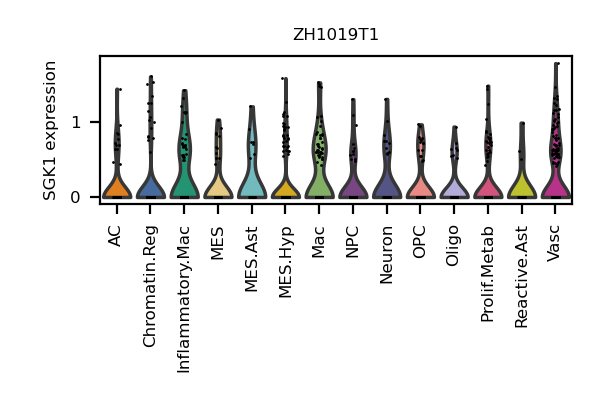 ZH1019T1
SGK1 expression
1
0
AC
Chromatin.Reg
Inflammatory.Mac
MES
MES.Ast
MES.Hyp
Mac
NPC
Neuron
OPC
Oligo
Prolif.Metab
Reactive.Ast
Vasc